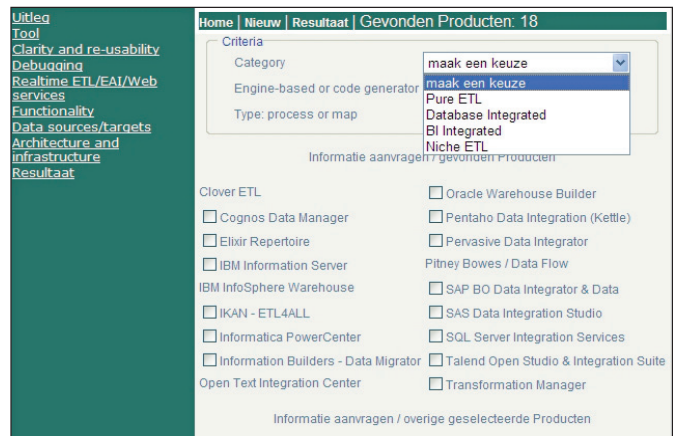 Uitleg
Tool
Clarity and re-usability
Debugging
Realtime ETL/EAI/Web
services
Functionality
Data sources/targets
Architecture and
infrastructure
Resultaat
Home | Nieuw | Resultaat | Gevonden Producten: 18
Criteria
Category
maak een keuze
maak een keuze
Pure ETL
Database Integrated
BI Integrated
Niche ETL
Engine-based or code generator
Type: process or map
Informatie aanvragen / gevonden Producten
Clover ETL
Oracle Warehouse Builder
Cognos Data Manager
Pentaho Data Integration (Kettle)
Elixir Repertoire
Pervasive Data Integrator
IBM Information Server
Pitney Bowes / Data Flow
IBM InfoSphere Warehouse
SAP BO Data Integrator & Data
IKAN - ETL4ALL
SAS Data Integration Studio
Informatica PowerCenter
SQL Server Integration Services
Information Builders - Data Migrator
Talend Open Studio & Integration Suite
Open Text Integration Center
Transformation Manager
Informatie aanvragen / overige geselecteerde Producten